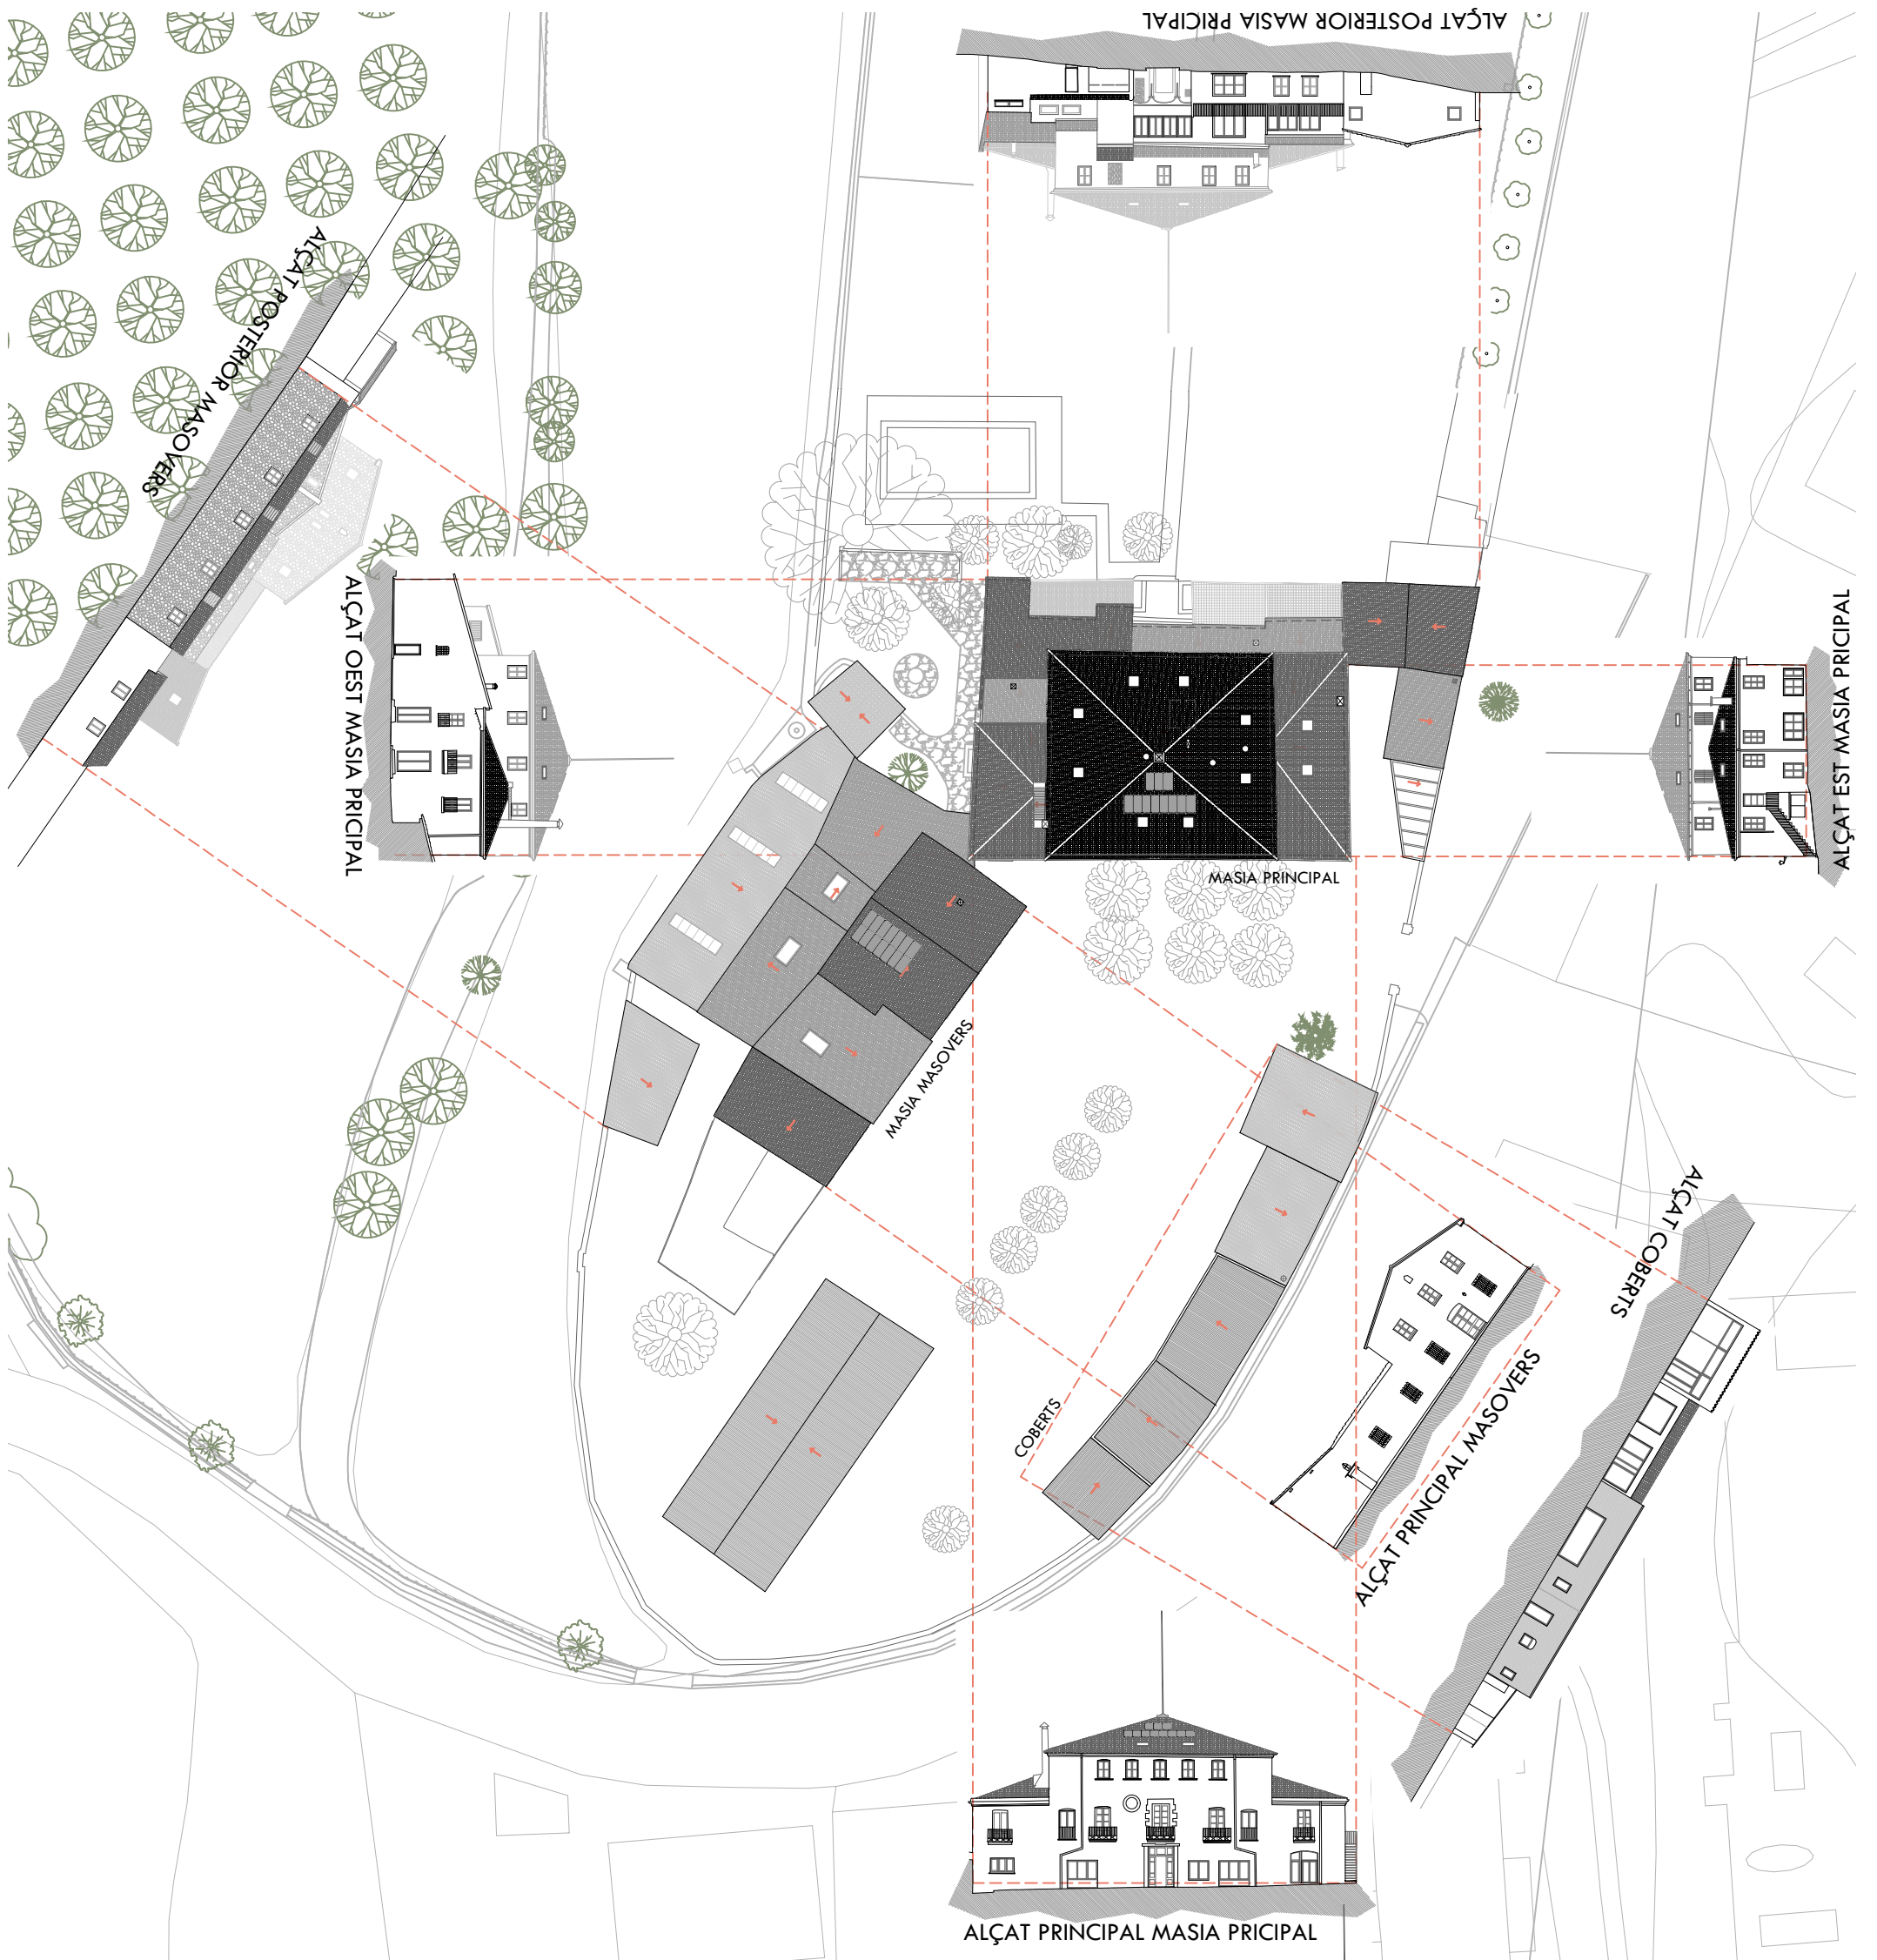 ALÇAT POSTERIOR MASIA PRICIPAL
ALÇAT POSTERIOR MASOVERS
ALÇAT OEST MASIA PRICIPAL
ALÇAT EST MASIA PRICIPAL
MASIA PRINCIPAL
MASIA MASOVERS
ALÇAT COBERTS
COBERTS
ALÇAT PRINCIPAL MASOVERS
ALÇAT PRINCIPAL MASIA PRICIPAL